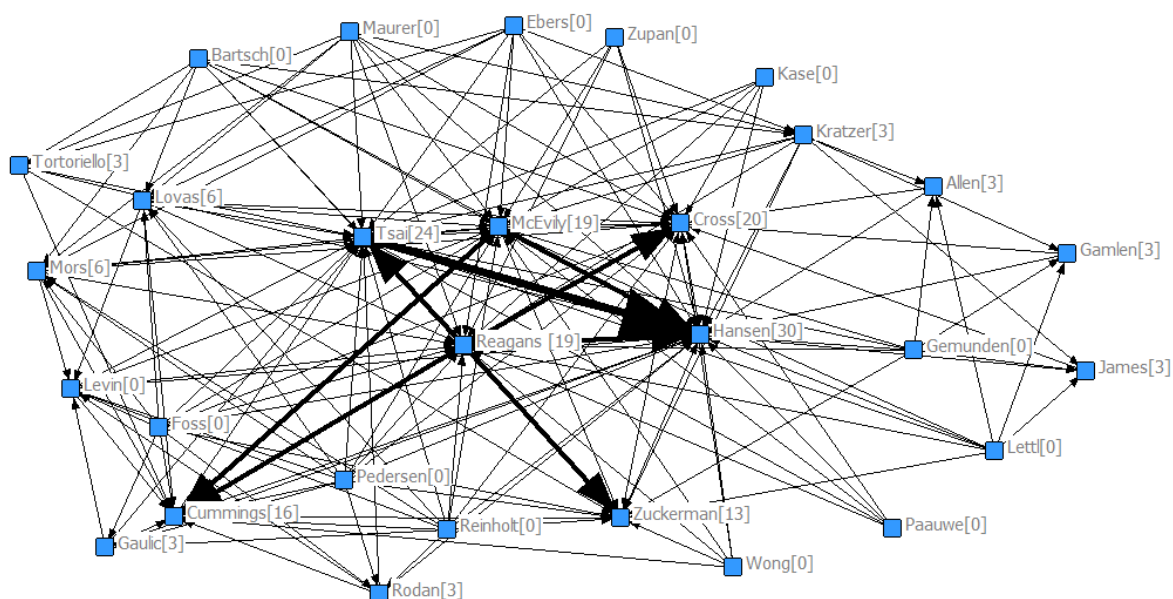 Ebers[0]
Maurer[0]
Zupan[0]
Bartsch[0]
Kase[0]
Kratzer[3]
Tortoriello[3]
Allen[3]
Lovas[6]
Cross[20]
McEvily[19]
Tsai[24]
Gamlen[3]
Mors[6]
Hansen[30]
Reagans [19]
Gemunden[0]
James[3]
Levin[0]
Foss[0]
Lettl[0]
Pedersen[0]
Cummings[16]
Zuckerman[13]
Reinholt[0]
Paauwe[0]
Gaulic[3]
Wong[0]
Rodan[3]